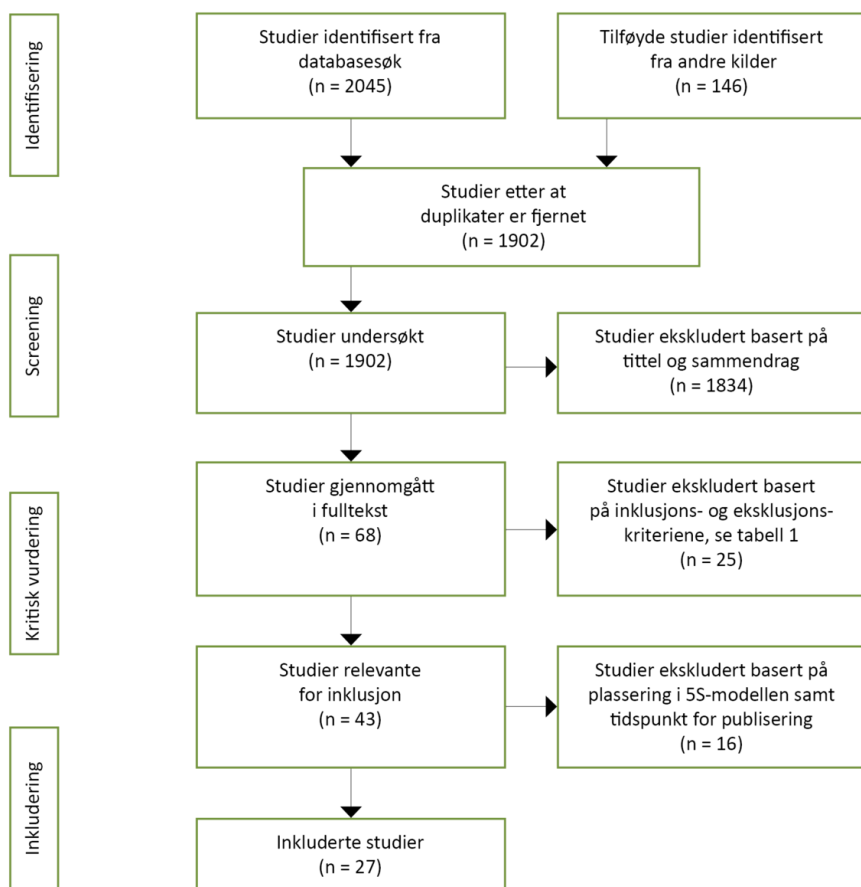 Identifisering
Studier identifisert fra
databasesøk
(n = 2045)
Tilføyde studier identifisert
fra andre kilder
(n = 146)
Studier etter at
duplikater er fjernet
(n = 1902)
Screening
Studier undersøkt
(n = 1902)
Studier ekskludert basert på
tittel og sammendrag
(n = 1834)
Kritisk vurdering
Studier gjennomgått
i fulltekst
(n = 68)
Studier ekskludert basert
på inklusjons- og eksklusjons-
kriteriene, se tabell 1
(n = 25)
Studier relevante
for inklusjon
(n = 43)
Studier ekskludert basert på
plassering i 5S-modellen samt
tidspunkt for publisering
(n = 16)
Inkludering
Inkluderte studier
(n = 27)